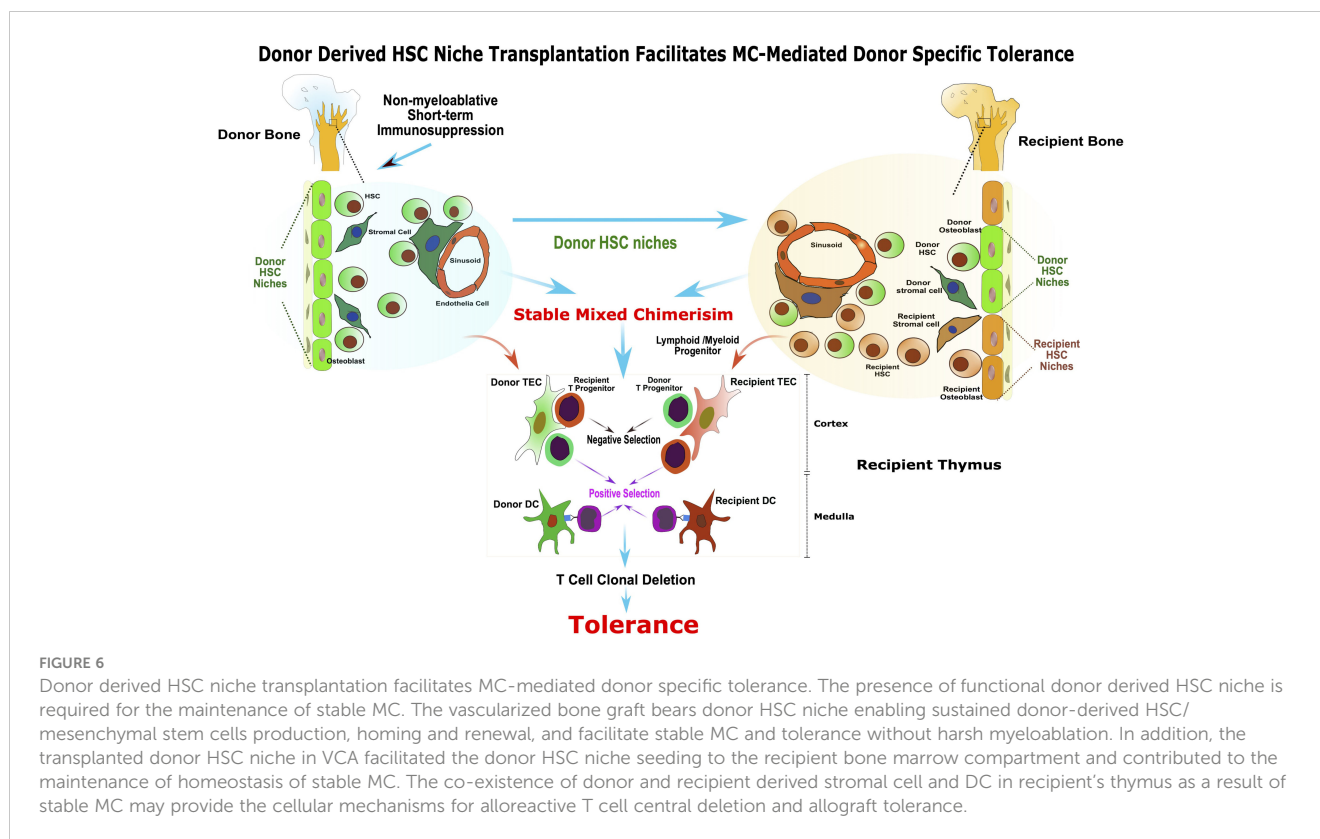 Donor Derived HSC Niche Transplantation Facilitates MC-Mediated Donor Specific Tolerance
Non-myeloablative
Short-term
Immunosuppression
Donor Bone
Recipient Bone
HSC
Stromal Cell
Sinusoid
Endothelia Cell
Donor
HSC
Niches
Osteoblast
Donor HSC niches
Sinusoid
Donor
Osteoblast
Donor
HSC
Donor
stromal cell
Recipient
Stromal cell
Recipient
HSC
Recipient
Osteoblast
Donor
HSC
Niches
Recipient
HSC
Niches
Stable Mixed Chimerisim
Lymphoid /Myeloid
Progenitor
Donor TEC
Recipient
T Progenitor
Donor
T Progenitor
Recipient TEC
Negative Selection
Cortex
Recipient Thymus
Positive Selection
Donor DC
Recipient DC
Medulla
T Cell Clonal Deletion
Tolerance
FIGURE 6
Donor derived HSC niche transplantation facilitates MC-mediated donor specific tolerance. The presence of functional donor derived HSC niche is
required for the maintenance of stable MC. The vascularized bone graft bears donor HSC niche enabling sustained donor-derived HSC/
mesenchymal stem cells production, homing and renewal, and facilitate stable MC and tolerance without harsh myeloablation. In addition, the
transplanted donor HSC niche in VCA facilitated the donor HSC niche seeding to the recipient bone marrow compartment and contributed to the
maintenance of homeostasis of stable MC. The co-existence of donor and recipient derived stromal cell and DC in recipient's thymus as a result of
stable MC may provide the cellular mechanisms for alloreactive T cell central deletion and allograft tolerance.